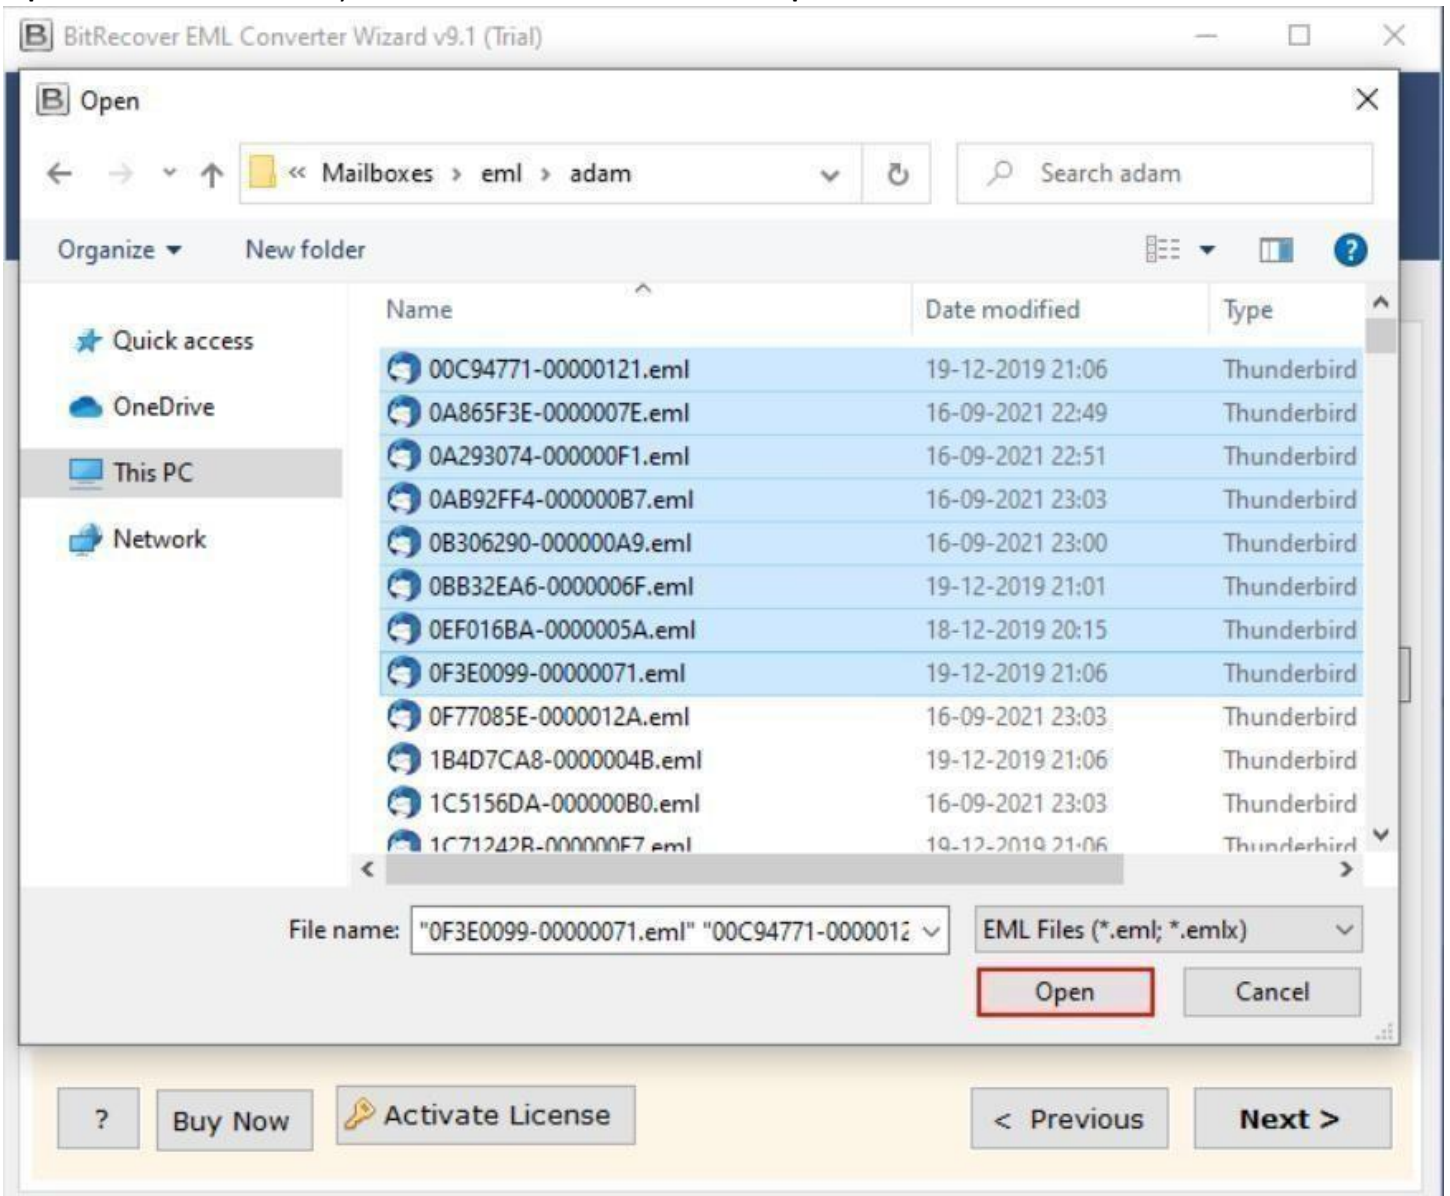 BitRecover EML Converter Wizard v9.1 (Trial)
Open
« Mailboxes > eml > adam
Search adam
Organize
New folder
?
Name
Date modified
Type
Quick access
OneDrive
This PC
Network
00C94771-00000121.eml 19-12-2019 21:06 Thunderbird
0A865F3E-0000007E.eml 16-09-2021 22:49 Thunderbird
0A293074-000000F1.eml 16-09-2021 22:51 Thunderbird
0AB92FF4-000000B7.eml 16-09-2021 23:03 Thunderbird
0B306290-000000A9.eml 16-09-2021 23:00 Thunderbird
0BB32EA6-0000006F.eml 19-12-2019 21:01 Thunderbird
0EF016BA-0000005A.eml 18-12-2019 20:15 Thunderbird
0F3E0099-00000071.eml 19-12-2019 21:06 Thunderbird
0F77085E-0000012A.eml 16-09-2021 23:03 Thunderbird
1B4D7CA8-0000004B.eml 19-12-2019 21:06 Thunderbird
1C5156DA-000000B0.eml 16-09-2021 23:03 Thunderbird
19-12-2019 21:06 Thunderbird
File name: "0F3E0099-00000071.eml" "00C94771-0000012
EML Files (*.eml; *.emlx)
Open
Cancel
?
Buy Now
Activate License
< Previous
Next >